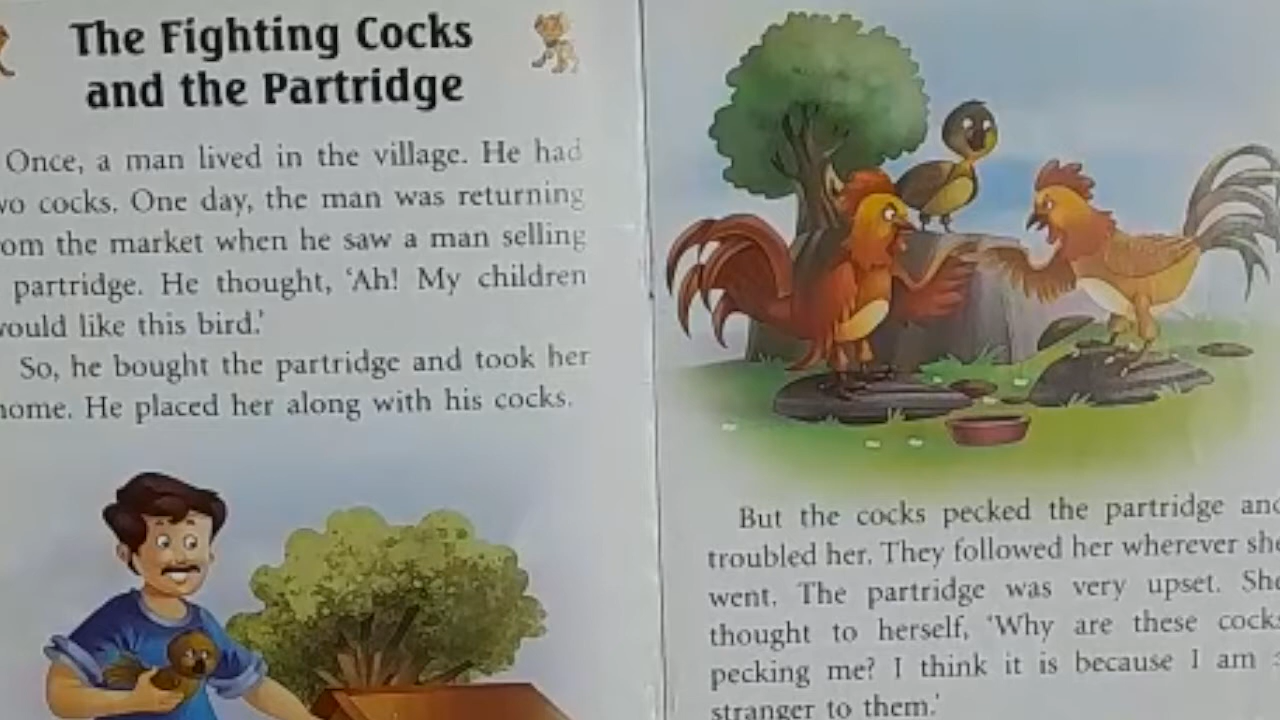 The Fighting Cocks
and the Partridge
Once, a man lived in the village. He had
wo cocks. One day, the man was returning
om the market when he saw a man selling
partridge. He thought, 'Ah! My children
would like this bird.'
So, he bought the partridge and took her
home. He placed her along with his cocks.
But the cocks pecked the partridge and
troubled her. They followed her wherever she
went. The partridge was very upset. She
thought to herself, 'Why are these cocks
pecking me? I think it is because I am a
stranger to them.'